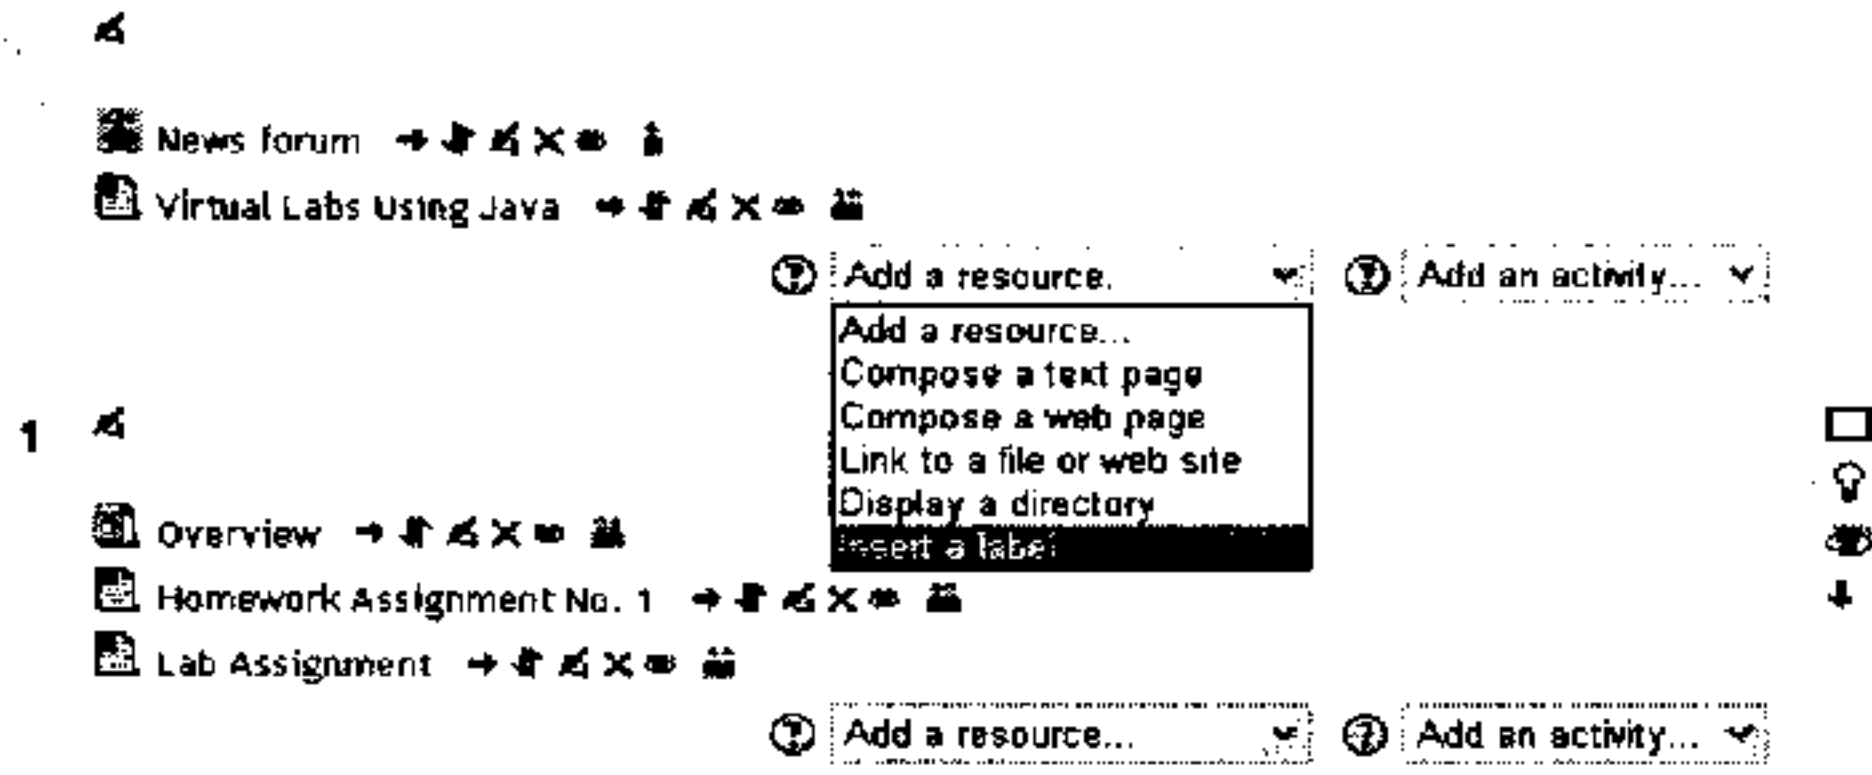 News forum
Virtual Labs Using Java
Add a resource. Add an activity...
Add a resource...
Compose a text page
Compose a web page
1
Link to a file or web site
Display a directory
Overview
Insert a label
Homework Assignment No. 1
Lab Assignment
Add a resource... Add an activity...